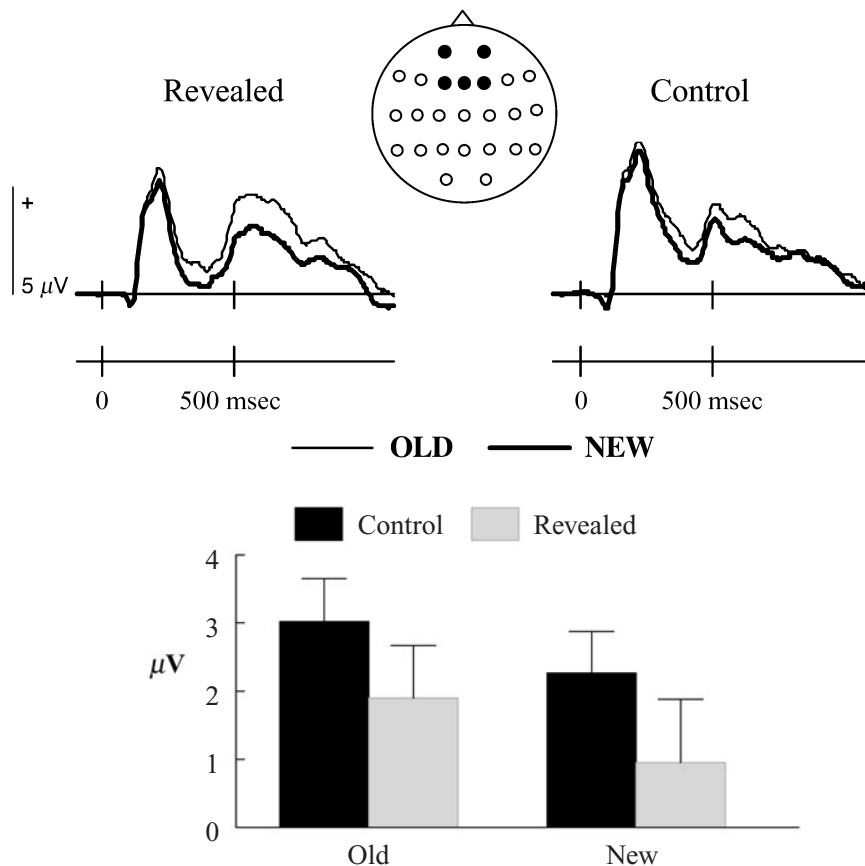 Revealed
Control
+
5 μV
0
500 msec
0
500 msec
OLD
NEW
Control
Revealed
4
3
μV
2
1
0
Old
New